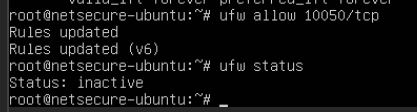 valid_lft forever preferred_lft forever
root@netsecure-ubuntu:~# ufw allow 10050/tcp
Rules updated
Rules updated (v6)
root@netsecure-ubuntu:~# ufw status
Status: inactive
root@netsecure-ubuntu:~# _